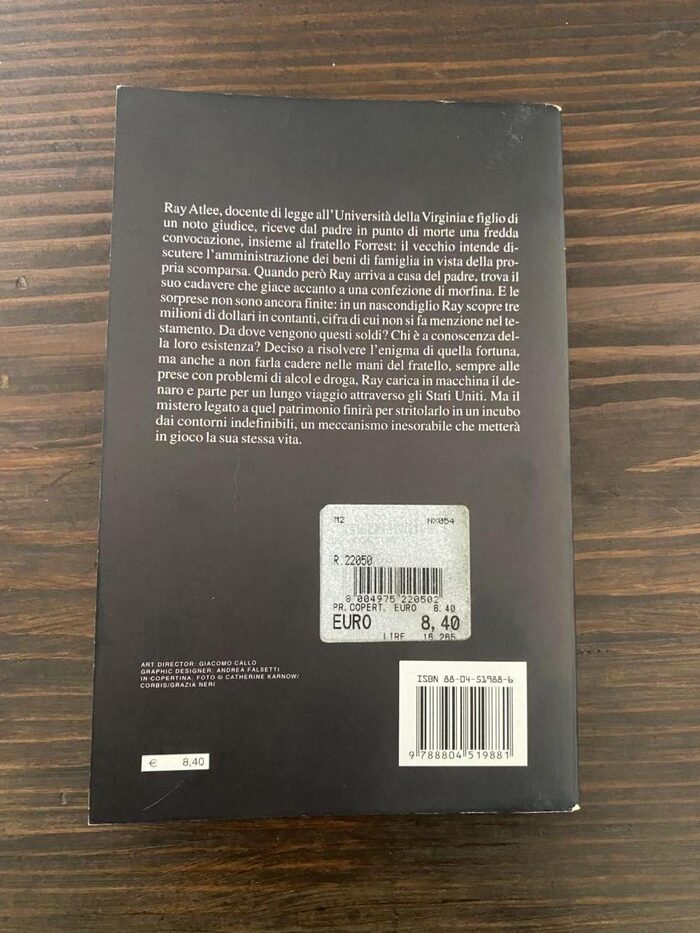 Ray Atlee, docente di legge all'Università della Virginia e figlio di
un noto giudice, riceve dal padre in punto di morte una fredda
convocazione, insieme al fratello Forrest: il vecchio intende di-
scutere l'amministrazione dei beni di famiglia in vista della pro-
pria scomparsa. Quando però Ray arriva a casa del padre, trova il
suo cadavere che giace accanto a una confezione di morfina. E le
sorprese non sono ancora finite: in un nascondiglio Ray scopre tre
milioni di dollari in contanti, cifra di cui non si fa menzione nel te-
stamento. Da dove vengono questi soldi? Chi è a conoscenza del-
la loro esistenza? Deciso a risolvere l'enigma di quella fortuna,
ma anche a non farla cadere nelle mani del fratello, sempre alle
prese con problemi di alcol e droga, Ray carica in macchina il de-
naro e parte per un lungo viaggio attraverso gli Stati Uniti. Ma il
mistero legato a quel patrimonio finirà per stritolarlo in un incubo
dai contorni indefinibili, un meccanismo inesorabile che metterà
in gioco la sua stessa vita.
M2 NX054
R.22050
8 004975 220502
PR.COPERT. EURO 8.40
EURO 8,40
LIRE 16.265
ART DIRECTOR: GIACOMO CALLO
GRAPHIC DESIGNER: ANDREA FALSETTI
IN COPERTINA: FOTO © CATHERINE KARNOW/
CORBIS/GRAZIA NERI
ISBN 88-04-51988-6
9 788804 519881
€ 8,40